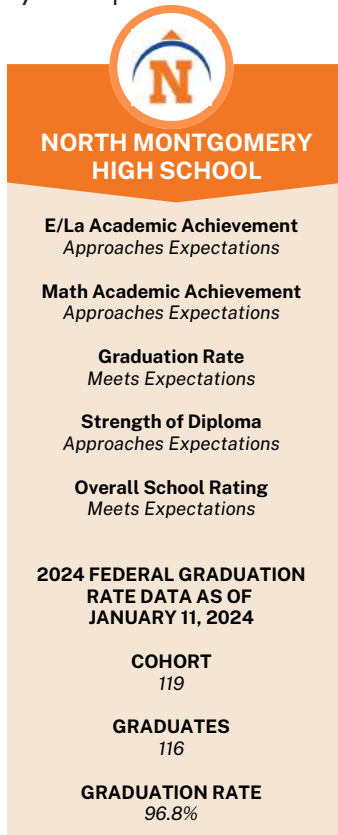 N
NORTH MONTGOMERY
HIGH SCHOOL
E/La Academic Achievement
Approaches Expectations
Math Academic Achievement
Approaches Expectations
Graduation Rate
Meets Expectations
Strength of Diploma
Approaches Expectations
Overall School Rating
Meets Expectations
2024 FEDERAL GRADUATION
RATE DATA AS OF
JANUARY 11, 2024
COHORT
119
GRADUATES
116
GRADUATION RATE
96.8%